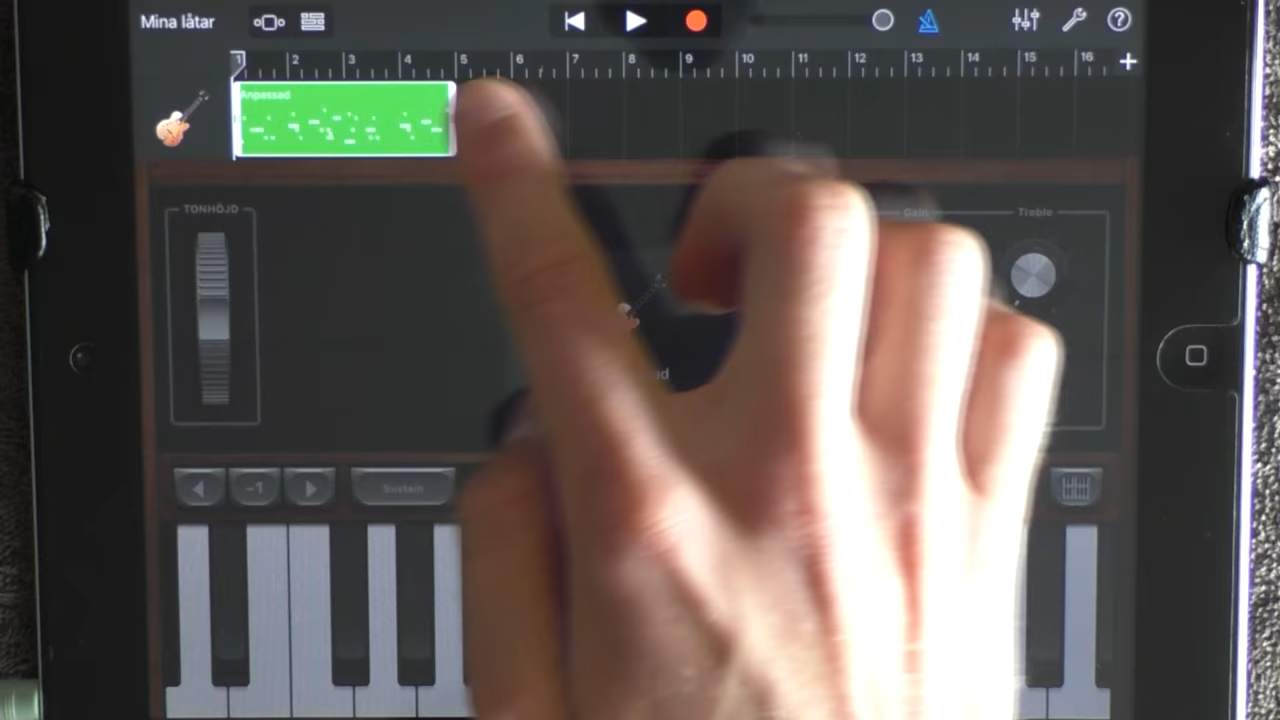 Mina låtar
1 2 3 4 5 6 7 8 9 10 11 12 13 14 15 16 +
Anpassad
TONHÖJD
Gain
Treble
-1
Sustain